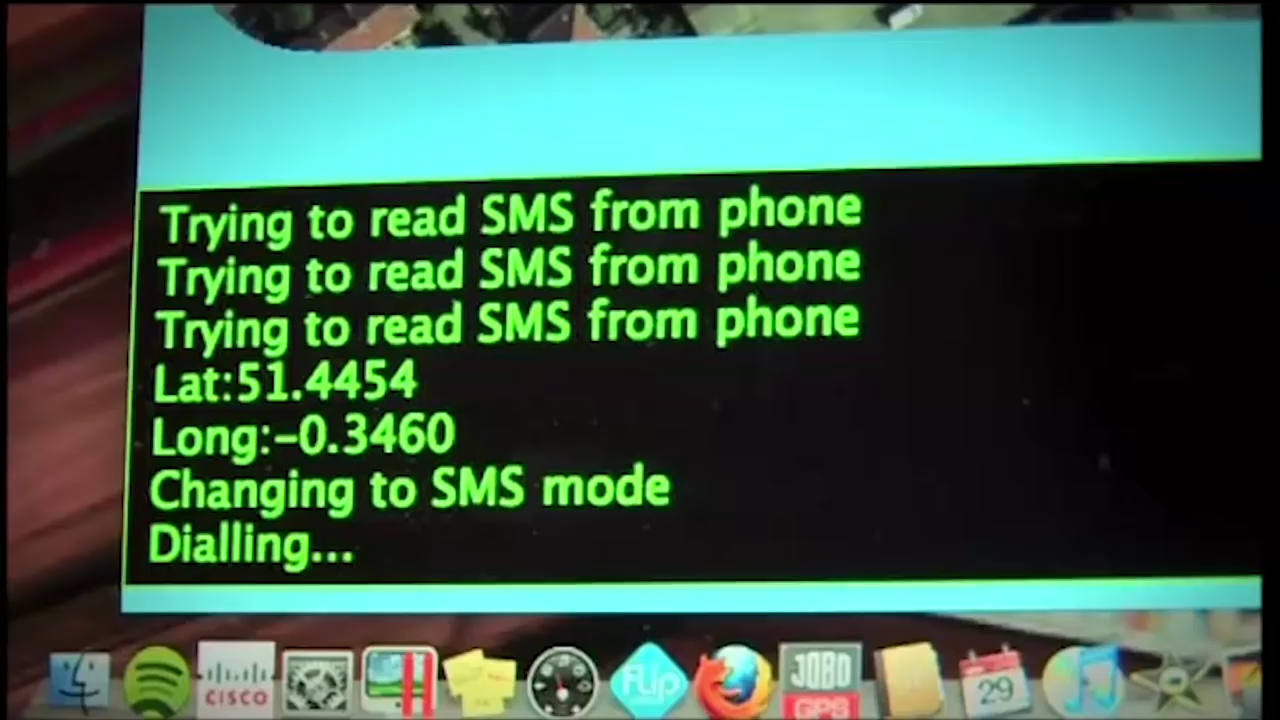 Trying to read SMS from phone
Trying to read SMS from phone
Trying to read SMS from phone
Lat:51.4454
Long:-0.3460
Changing to SMS mode
Dialling...
CISCO
FLIP
JOBO
GPS
29